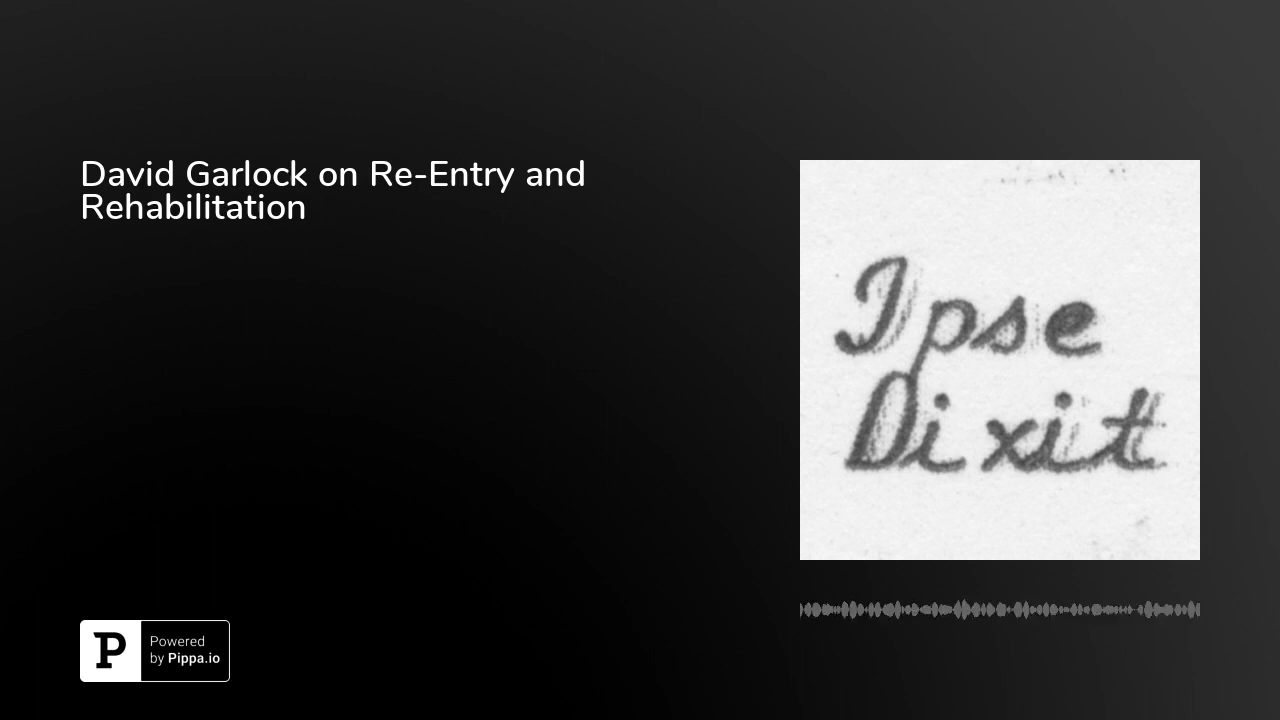 David Garlock on Re-Entry and
Rehabilitation
Ipse
Dixit
P
Powered
by Pippa.io